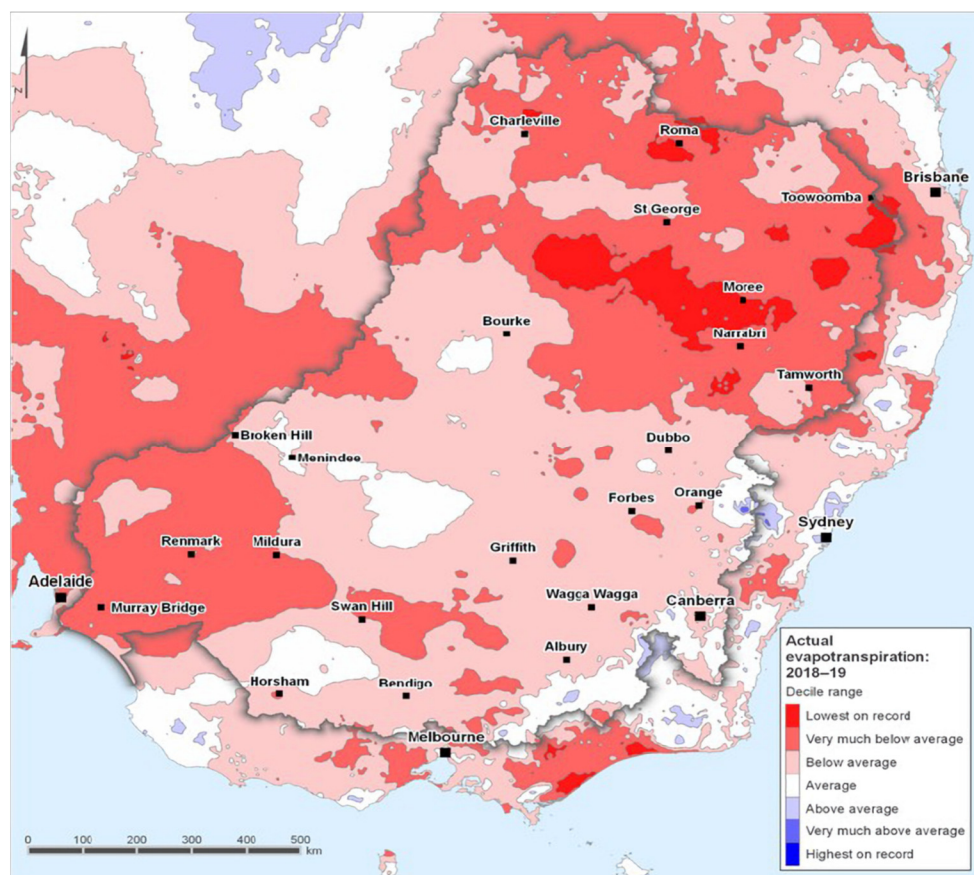 N
Charleville
Roma
Brisbane
Toowoomba
St George
Moree
Bourke
Narrabri
Tamworth
Broken Hill
Menindee
Dubbo
Forbes
Orange
Sydney
Renmark
Mildura
Griffith
Adelaide
Murray Bridge
Swan Hill
Wagga Wagga
Canberra
Albury
Horsham
Bendigo
Melbourne
Actual
evapotranspiration:
2018–19
Decile range
Lowest on record
Very much below average
Below average
Average
Above average
Very much above average
Highest on record
0 100 200 300 400 500
km